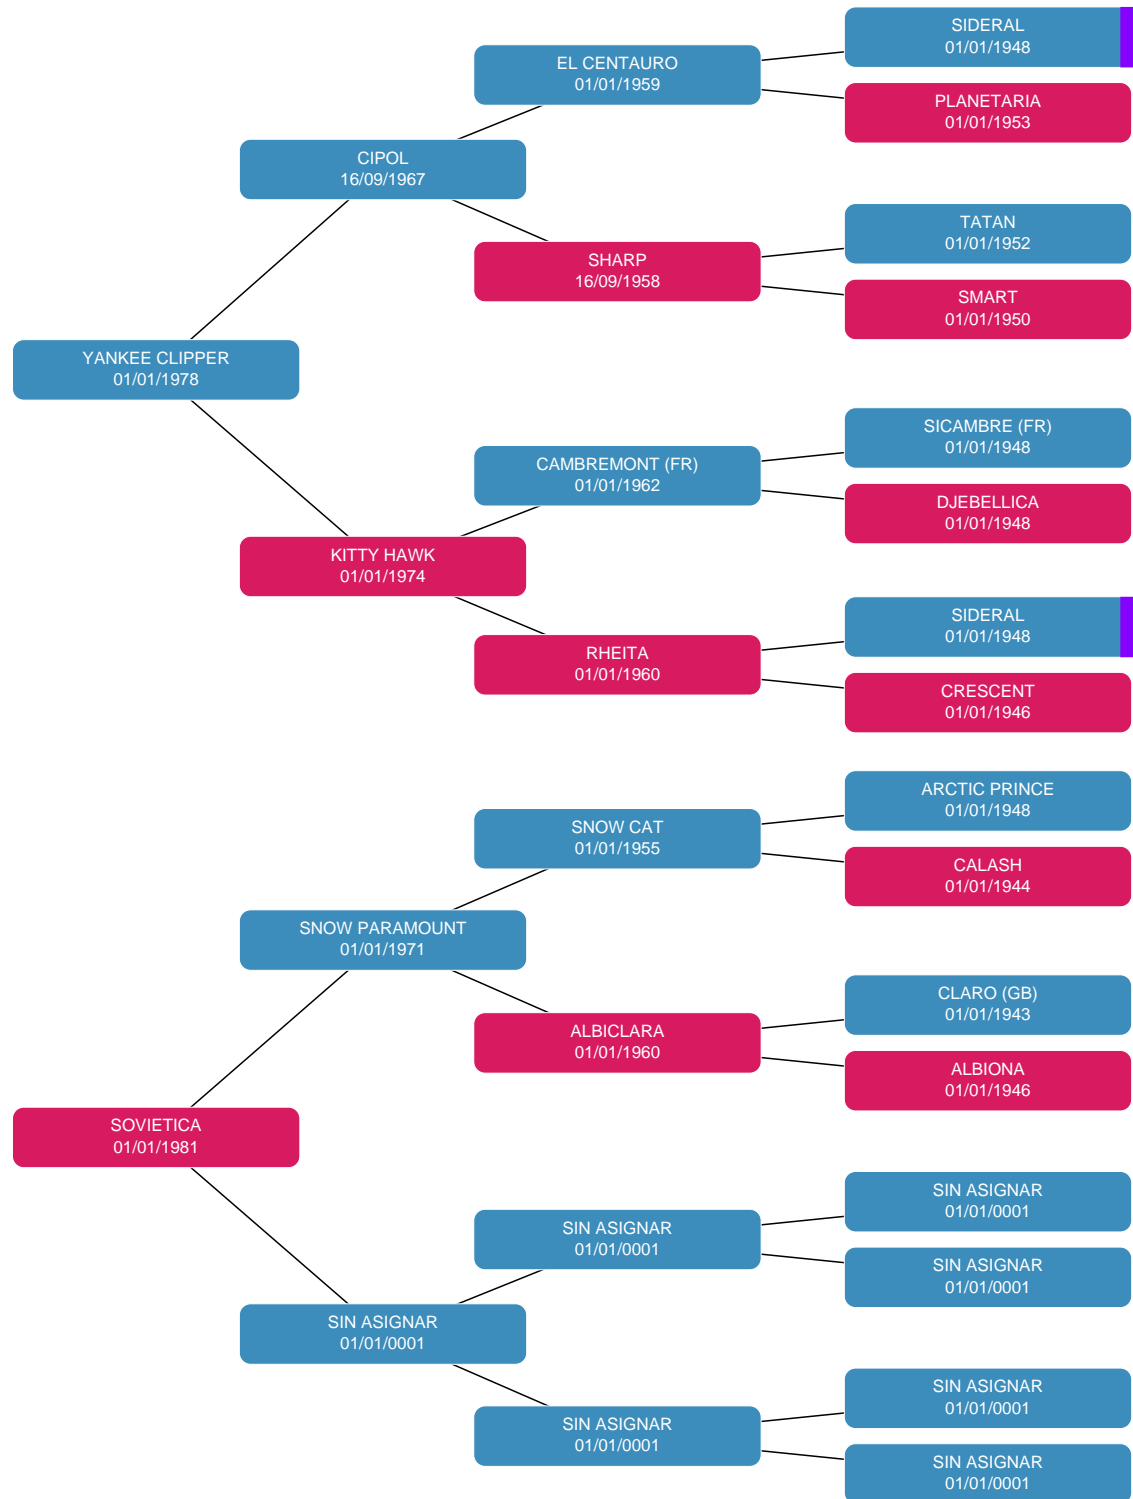 SIDERAL
01/01/1948
EL CENTAURO
01/01/1959
PLANETARIA
01/01/1953
CIPOL
16/09/1967
TATAN
01/01/1952
SHARP
16/09/1958
SMART
01/01/1950
YANKEE CLIPPER
01/01/1978
SICAMBRE (FR)
01/01/1948
CAMBREMONT (FR)
01/01/1962
DJEBELLICA
01/01/1948
KITTY HAWK
01/01/1974
SIDERAL
01/01/1948
RHEITA
01/01/1960
CRESCENT
01/01/1946
ARCTIC PRINCE
01/01/1948
SNOW CAT
01/01/1955
CALASH
01/01/1944
SNOW PARAMOUNT
01/01/1971
CLARO (GB)
01/01/1943
ALBICLARA
01/01/1960
ALBIONA
01/01/1946
SOVIETICA
01/01/1981
SIN ASIGNAR
01/01/0001
SIN ASIGNAR
01/01/0001
SIN ASIGNAR
01/01/0001
SIN ASIGNAR
01/01/0001
SIN ASIGNAR
01/01/0001
SIN ASIGNAR
01/01/0001
SIN ASIGNAR
01/01/0001